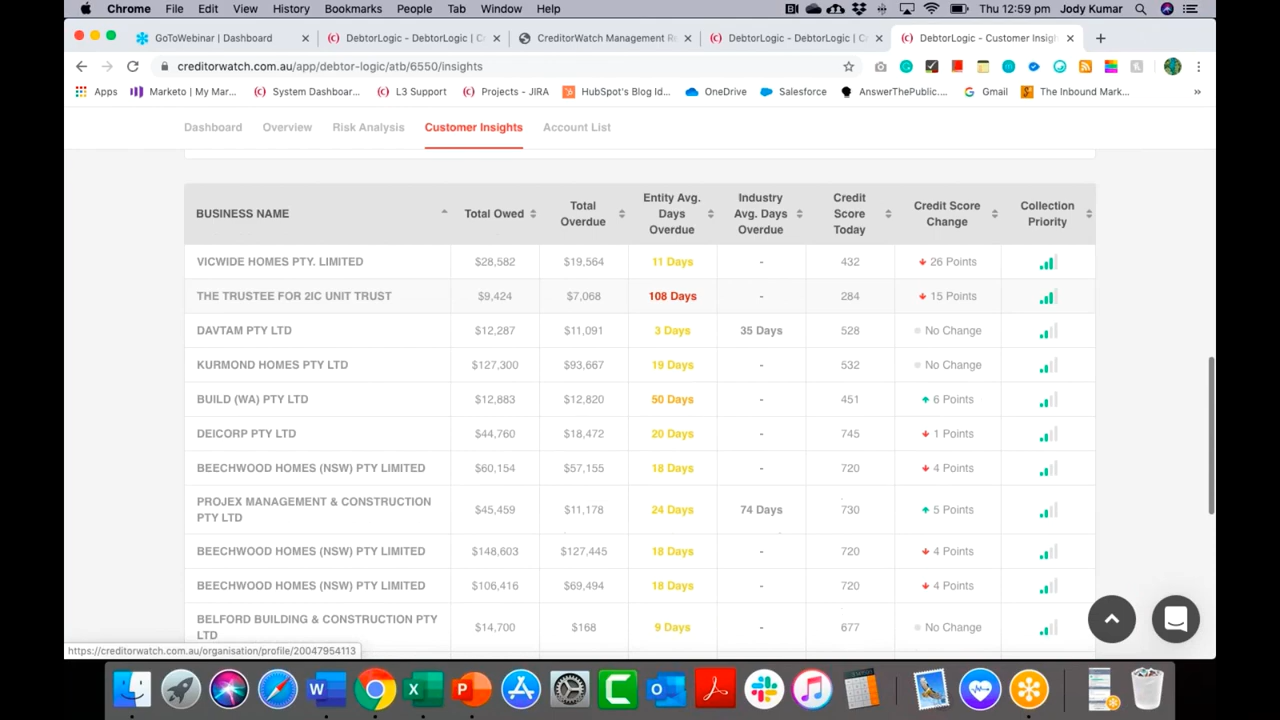 Chrome File Edit View History Bookmarks People Tab Window Help Thu 12:59 pm Jody Kumar
GoToWebinar | Dashboard
DebtorLogic - DebtorLogic | C
CreditorWatch Management R
DebtorLogic - DebtorLogic | C
DebtorLogic - Customer Insigh
creditorwatch.com.au/app/debtor-logic/atb/6550/insights
Apps Marketo | My Mar... System Dashboar... L3 Support Projects - JIRA HubSpot's Blog Id... OneDrive Salesforce AnswerThePublic.... Gmail The Inbound Mark... »
Dashboard Overview Risk Analysis Customer Insights Account List
BUSINESS NAME Total Owed Total Overdue Entity Avg. Days Overdue Industry Avg. Days Overdue Credit Score Today Credit Score Change Collection Priority
VICWIDE HOMES PTY. LIMITED $28,582 $19,564 11 Days - 432 26 Points
THE TRUSTEE FOR 2IC UNIT TRUST $9,424 $7,068 108 Days - 284 15 Points
DAVTAM PTY LTD $12,287 $11,091 3 Days 35 Days 528 No Change
KURMOND HOMES PTY LTD $127,300 $93,667 19 Days - 532 No Change
BUILD (WA) PTY LTD $12,883 $12,820 50 Days - 451 6 Points
DEICORP PTY LTD $44,760 $18,472 20 Days - 745 1 Points
BEECHWOOD HOMES (NSW) PTY LIMITED $60,154 $57,155 18 Days - 720 4 Points
PROJEX MANAGEMENT & CONSTRUCTION
PTY LTD $45,459 $11,178 24 Days 74 Days 730 5 Points
BEECHWOOD HOMES (NSW) PTY LIMITED $148,603 $127,445 18 Days - 720 4 Points
BEECHWOOD HOMES (NSW) PTY LIMITED $106,416 $69,494 18 Days - 720 4 Points
BELFORD BUILDING & CONSTRUCTION PTY
LTD $14,700 $168 9 Days - 677 No Change
https://creditorwatch.com.au/organisation/profile/20047954113